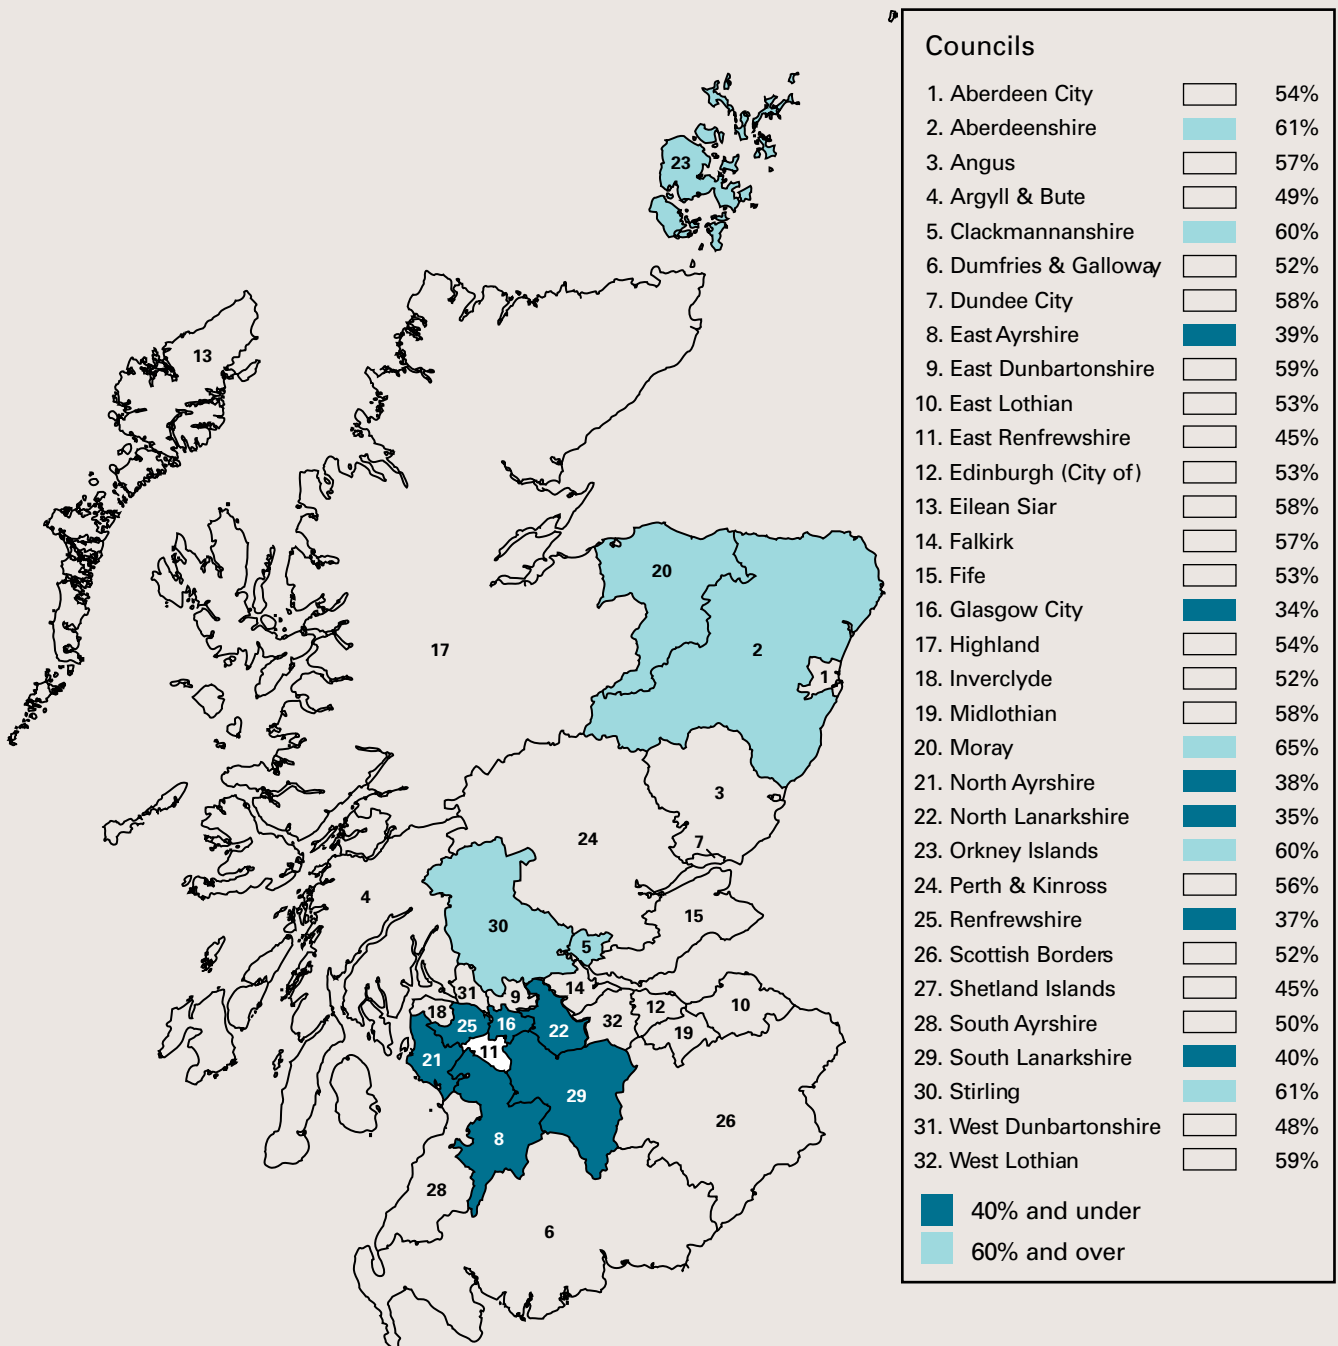 Councils
1. Aberdeen City 54%
2. Aberdeenshire 61%
3. Angus 57%
4. Argyll & Bute 49%
5. Clackmannanshire 60%
6. Dumfries & Galloway 52%
7. Dundee City 58%
8. East Ayrshire 39%
9. East Dunbartonshire 59%
10. East Lothian 53%
11. East Renfrewshire 45%
12. Edinburgh (City of) 53%
13. Eilean Siar 58%
14. Falkirk 57%
15. Fife 53%
16. Glasgow City 34%
17. Highland 54%
18. Inverclyde 52%
19. Midlothian 58%
20. Moray 65%
21. North Ayrshire 38%
22. North Lanarkshire 35%
23. Orkney Islands 60%
24. Perth & Kinross 56%
25. Renfrewshire 37%
26. Scottish Borders 52%
27. Shetland Islands 45%
28. South Ayrshire 50%
29. South Lanarkshire 40%
30. Stirling 61%
31. West Dunbartonshire 48%
32. West Lothian 59%
40% and under
60% and over
23
13
20
17
2
1
3
24
7
4
15
30
5
31
9
14
18
25
16
22
32
12
10
19
11
21
29
26
8
28
6